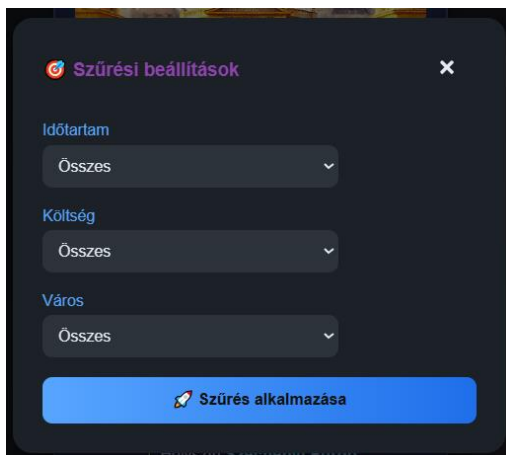 🎯 Szűrési beállítások ×
Időtartam
Összes
Költség
Összes
Város
Összes
🚀 Szűrés alkalmazása